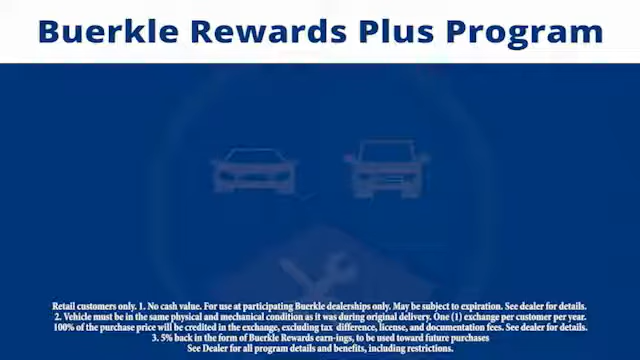 Buerkle Rewards Plus Program
Retail customers only. 1. No cash value. For use at participating Buerkle dealerships only. May be subject to expiration. See dealer for details.
2. Vehicle must be in the same physical and mechanical condition as it was during original delivery. One (1) exchange per customer per year.
100% of the purchase price will be credited in the exchange, excluding tax difference, license, and documentation fees. See dealer for details.
3. 5% back in the form of Buerkle Rewards earn-ings, to be used toward future purchases
See Dealer for all program details and benefits, including restrictions.